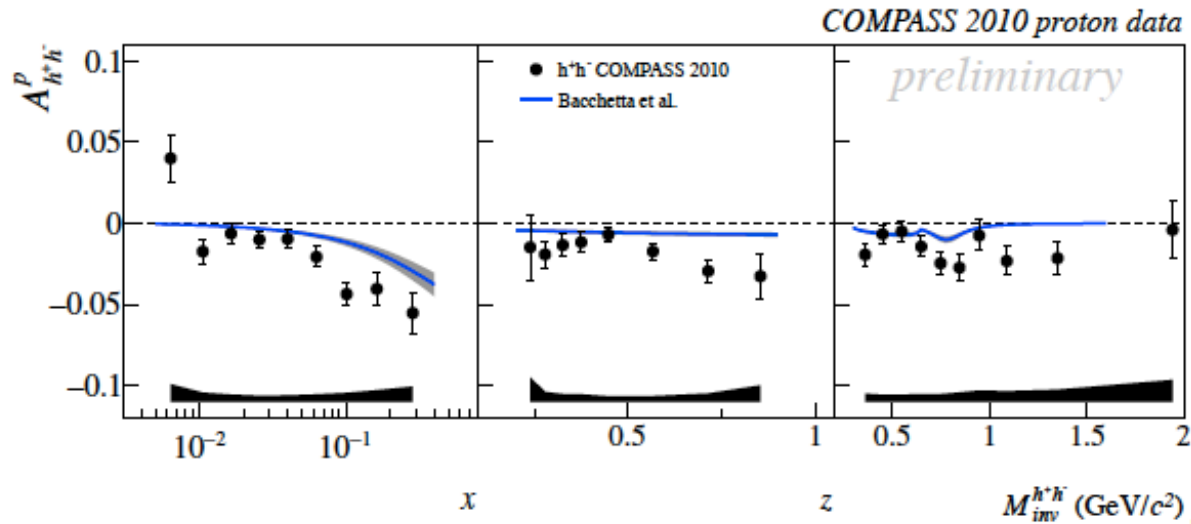 COMPASS 2010 proton data
A^p_{h⁺h⁻}
0.1
0.05
0
−0.05
−0.1
h⁺h⁻ COMPASS 2010
Bacchetta et al.
preliminary
10⁻² 10⁻¹
0.5 1
0.5 1 1.5 2
x
z
M_{inv}^{h⁺h⁻} (GeV/c²)